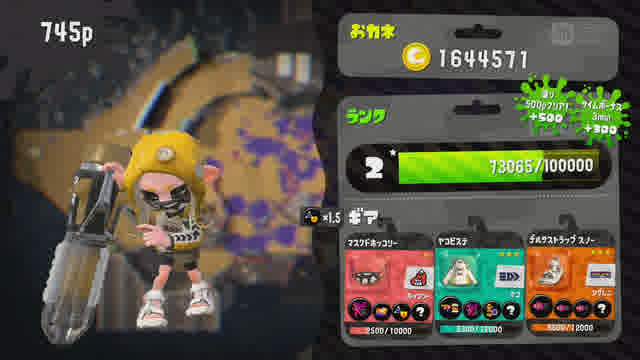 745p
おカネ
1644571
塗り
500pクリア!
+500
タイムボーナス
3min
+300
ランク
2
73065/100000
×1.5
ギア
マスクドホッコリー
ヤコビステ
デルタストラップ スノー
?
?
?
2500/10000